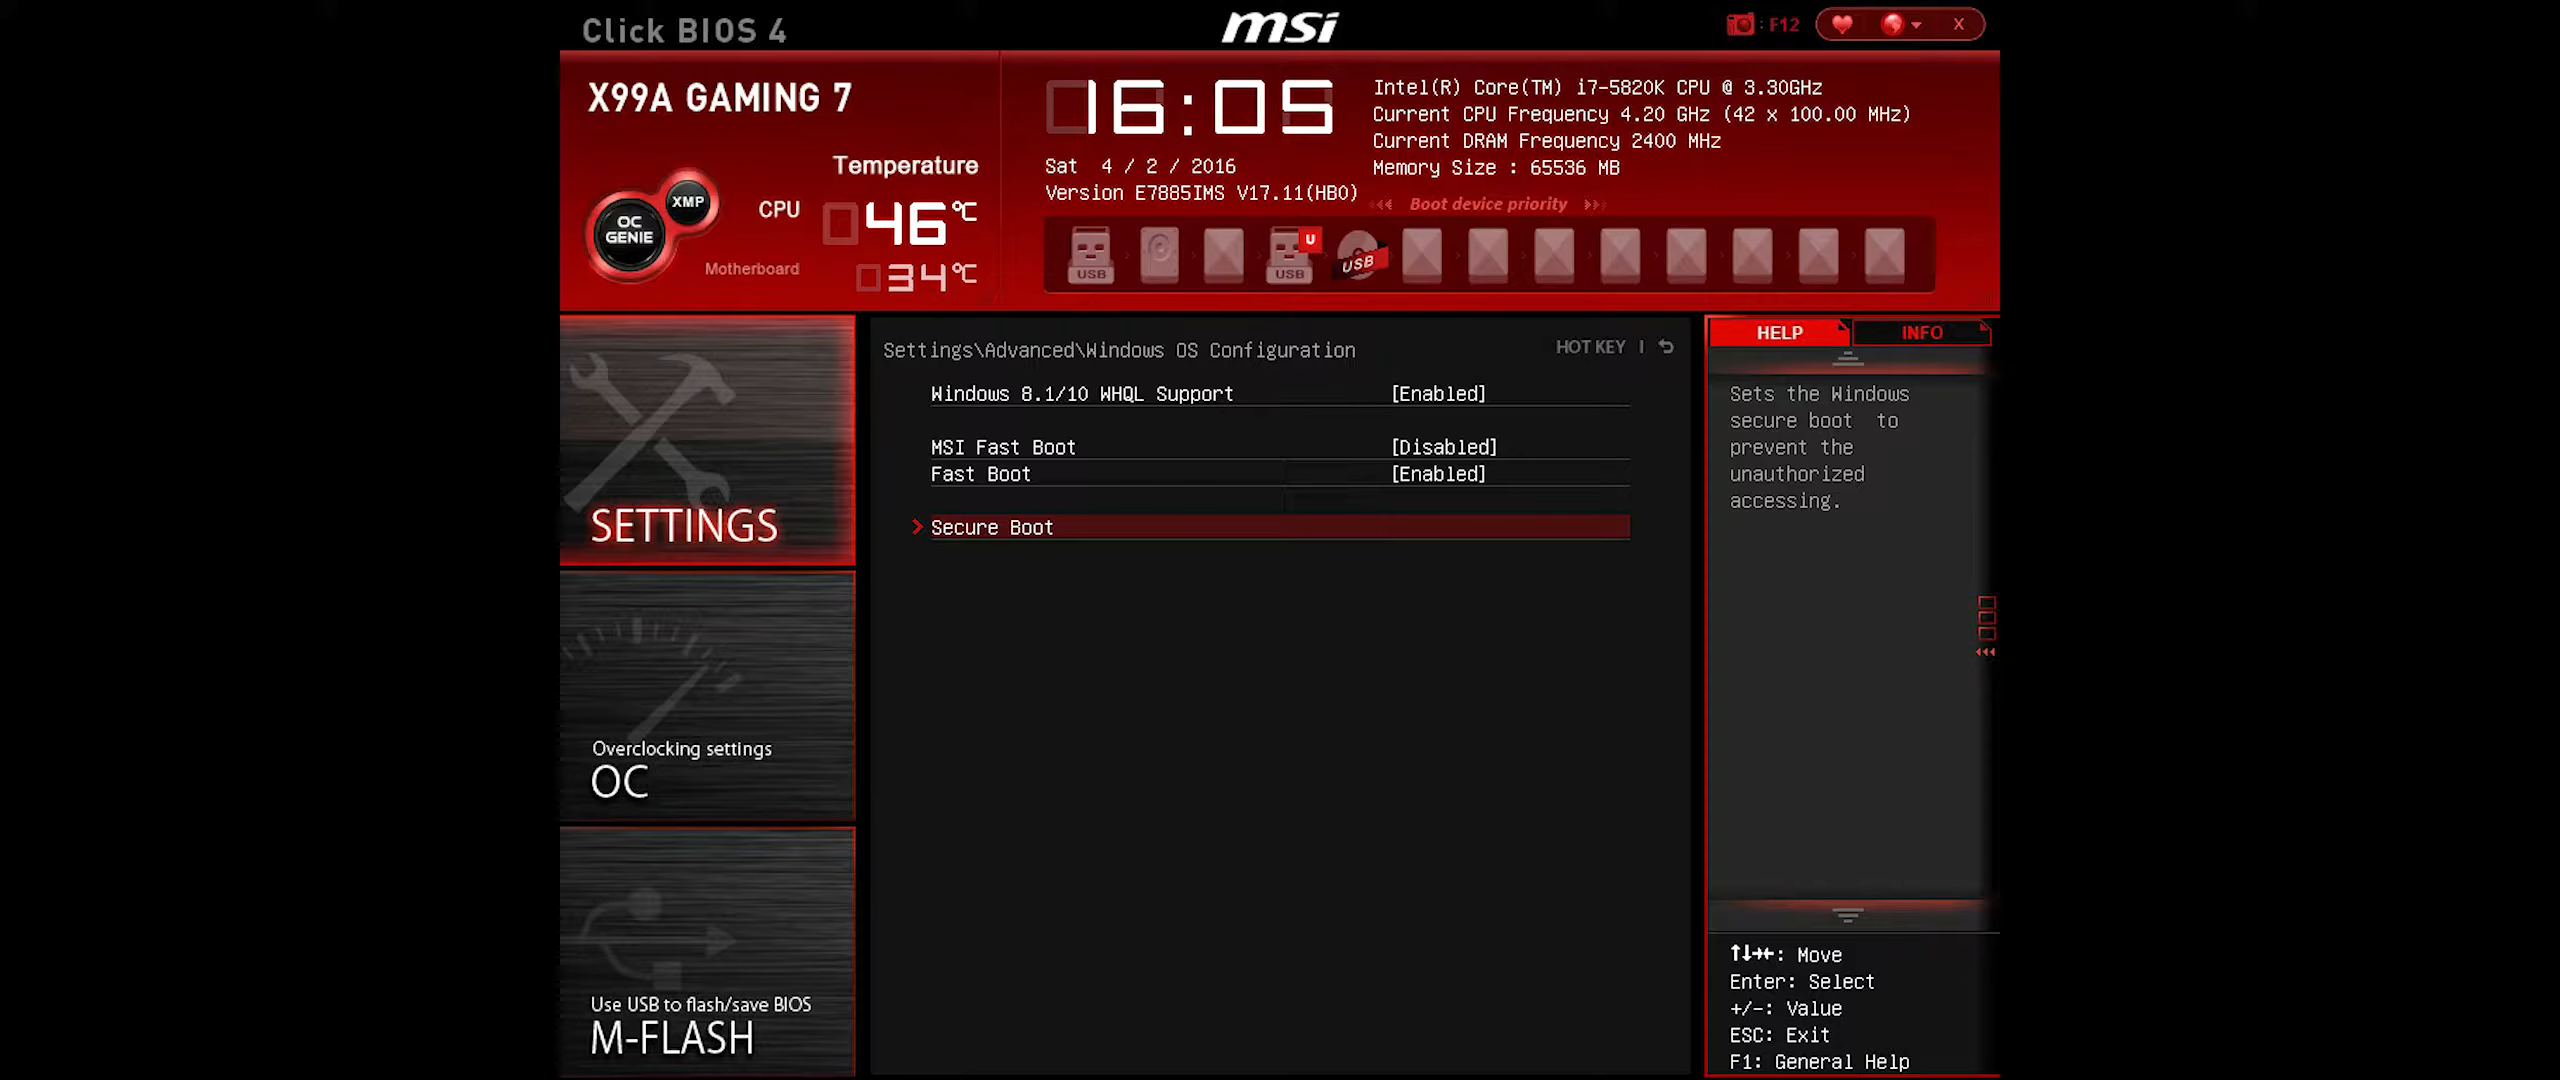 Click BIOS 4
msi
: F12
X
X99A GAMING 7
16:05
Intel(R) Core(TM) i7-5820K CPU @ 3.30GHz
Current CPU Frequency 4.20 GHz (42 x 100.00 MHz)
Current DRAM Frequency 2400 MHz
Memory Size : 65536 MB
Sat 4 / 2 / 2016
Version E7885IMS V17.11(HB0)
Boot device priority
Temperature
XMP
OC
GENIE
CPU
46°C
Motherboard
34°C
USB
USB
U
USB
SETTINGS
Overclocking settings
OC
Use USB to flash/save BIOS
M-FLASH
Settings\Advanced\Windows OS Configuration
HOT KEY
Windows 8.1/10 WHQL Support [Enabled]
MSI Fast Boot [Disabled]
Fast Boot [Enabled]
> Secure Boot
HELP
INFO
Sets the Windows
secure boot to
prevent the
unauthorized
accessing.
↑↓→←: Move
Enter: Select
+/-: Value
ESC: Exit
F1: General Help